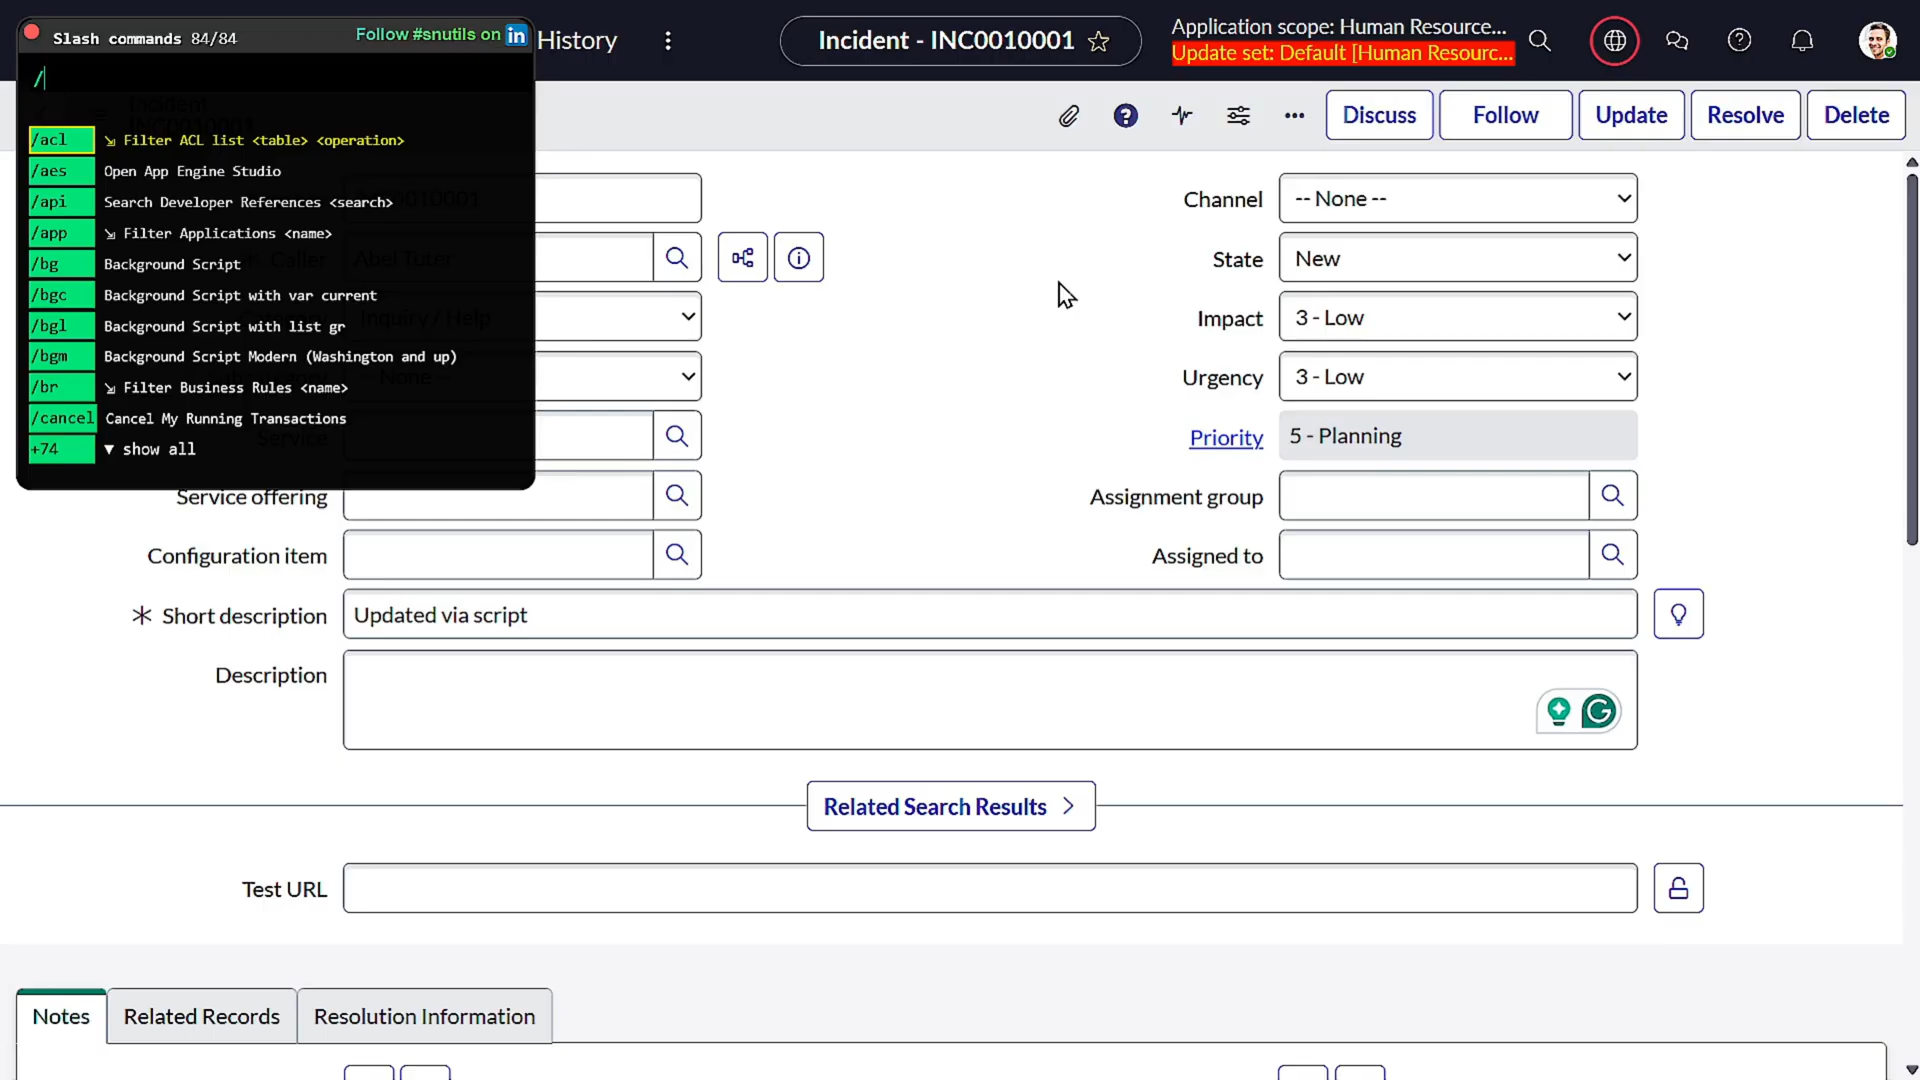 Slash commands 84/84
Follow #snutils on in
/
/acl ⇲ Filter ACL list <table> <operation>
/aes Open App Engine Studio
/api Search Developer References <search>
/app ⇲ Filter Applications <name>
/bg Background Script
/bgc Background Script with var current
/bgl Background Script with list gr
/bgm Background Script Modern (Washington and up)
/br ⇲ Filter Business Rules <name>
/cancel Cancel My Running Transactions
+74 ▼ show all
History
Incident - INC0010001
Application scope: Human Resource...
Update set: Default [Human Resourc...
Discuss
Follow
Update
Resolve
Delete
Incident
Caller
Abel Tuter
Inquiry / Help
-- None --
Service
Service offering
Configuration item
Channel
-- None --
State
New
Impact
3 - Low
Urgency
3 - Low
Priority
5 - Planning
Assignment group
Assigned to
Short description
Updated via script
Description
Related Search Results
Test URL
Notes
Related Records
Resolution Information